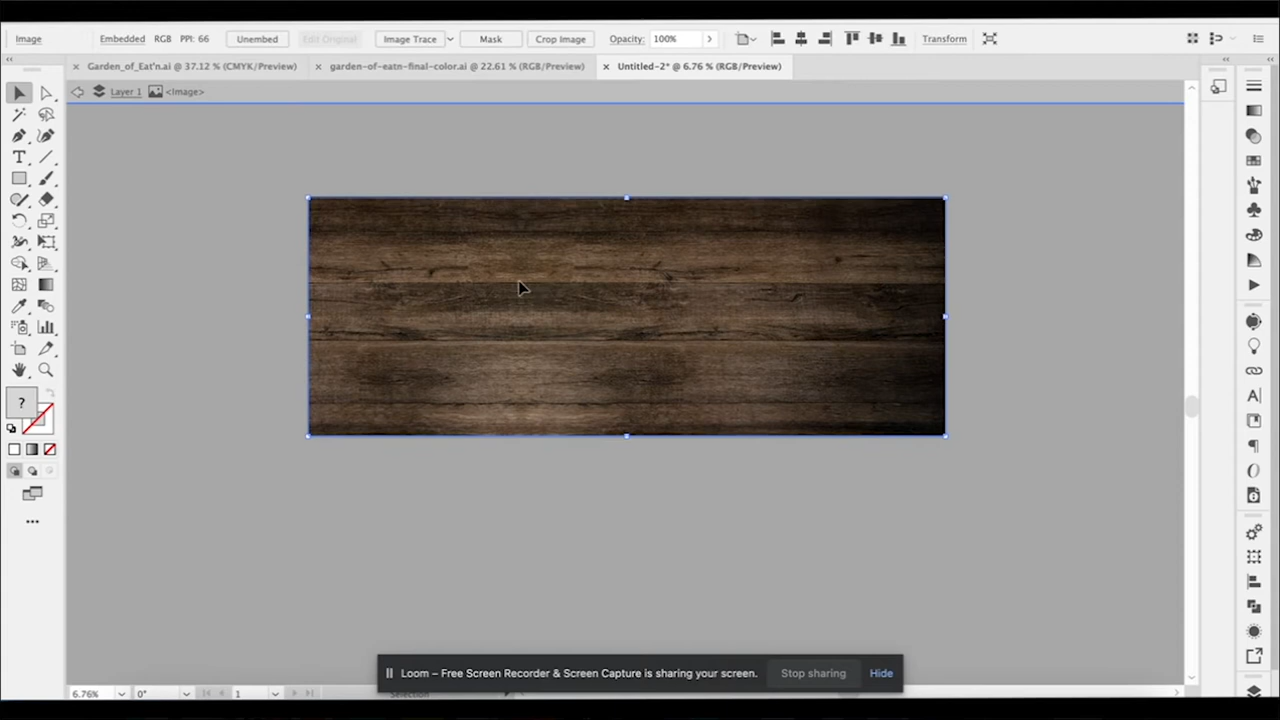 Image Embedded RGB PPI: 66 Unembed Edit Original Image Trace Mask Crop Image Opacity: 100% Transform
Garden_of_Eat'n.ai @ 37.12 % (CMYK/Preview) garden-of-eatn-final-color.ai @ 22.61 % (RGB/Preview) Untitled-2* @ 6.76 % (RGB/Preview)
Layer 1 <Image>
T
?
A
Loom – Free Screen Recorder & Screen Capture is sharing your screen. Stop sharing Hide
6.76% 0° 1 Selection